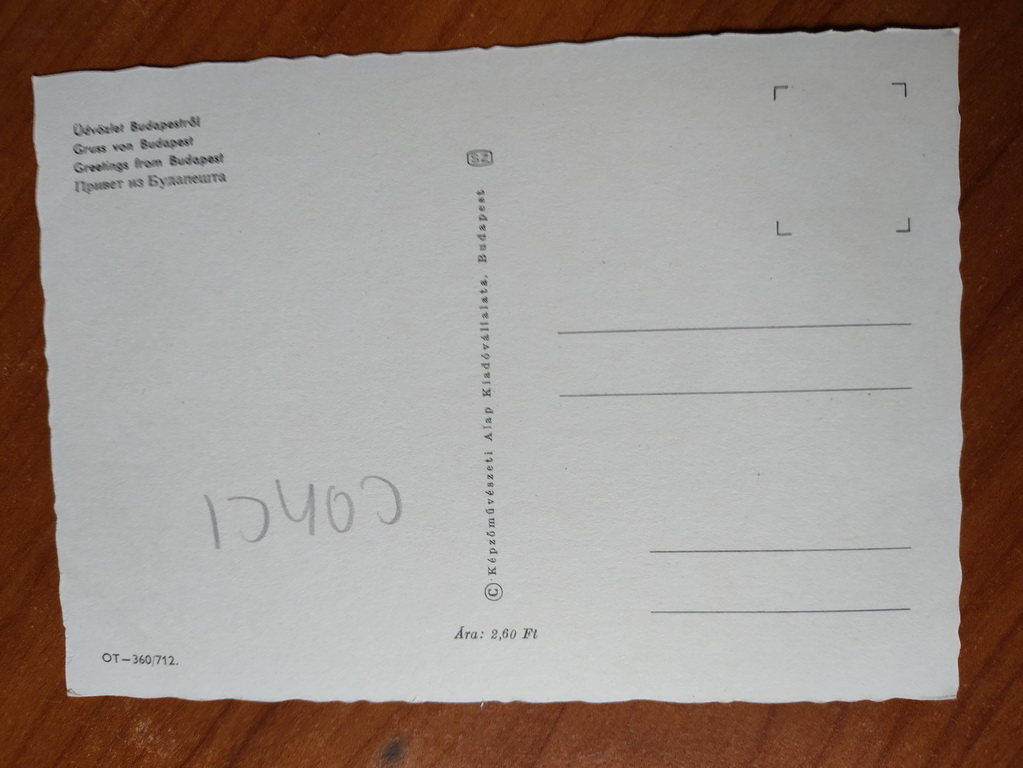 Üdvözlet Budapestről
Gruss von Budapest
Greetings from Budapest
Привет из Будапешта
SZ
© Képzőművészeti Alap Kiadóvállalata, Budapest
Ára: 2,60 Ft
OT—360/712.